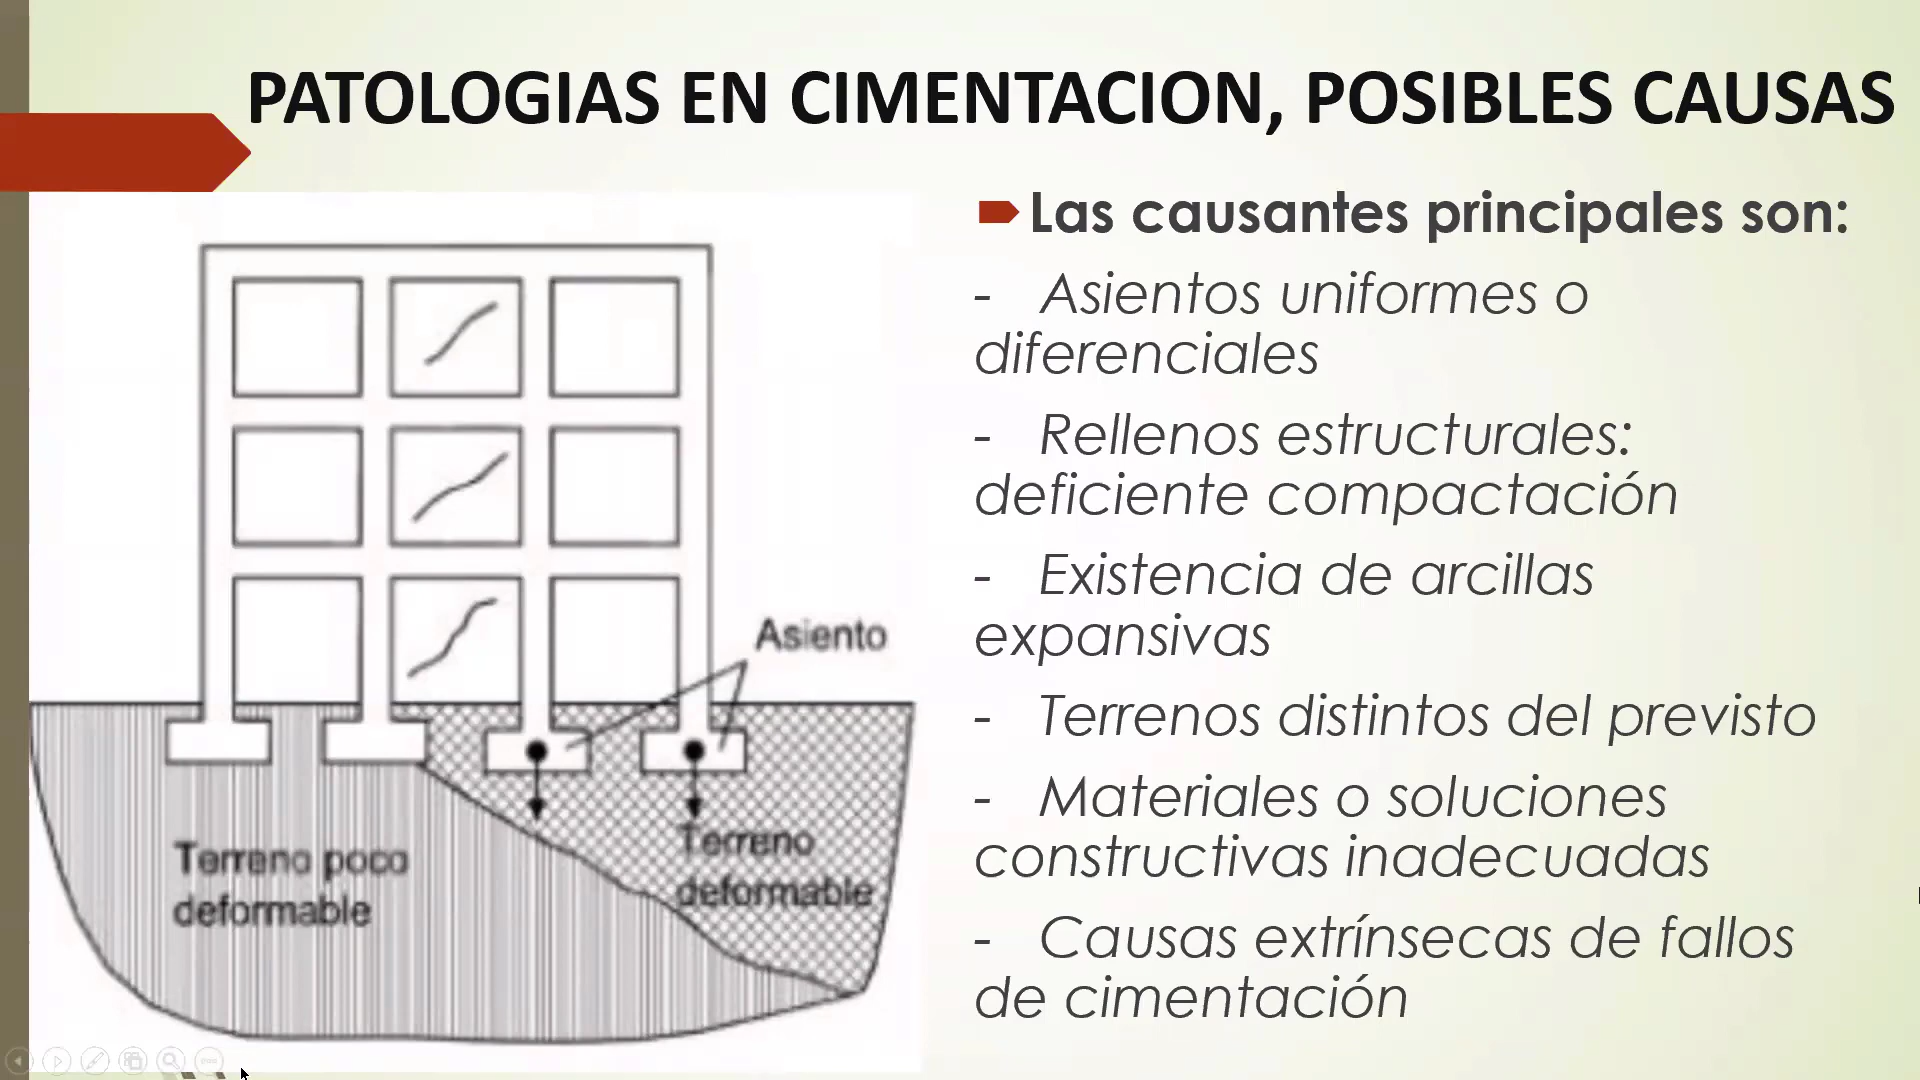 PATOLOGIAS EN CIMENTACION, POSIBLES CAUSAS
Las causantes principales son:
- Asientos uniformes o
diferenciales
- Rellenos estructurales:
deficiente compactación
- Existencia de arcillas
expansivas
- Terrenos distintos del previsto
- Materiales o soluciones
constructivas inadecuadas
- Causas extrínsecas de fallos
de cimentación
Asiento
Terreno poco
deformable
Terreno
deformable